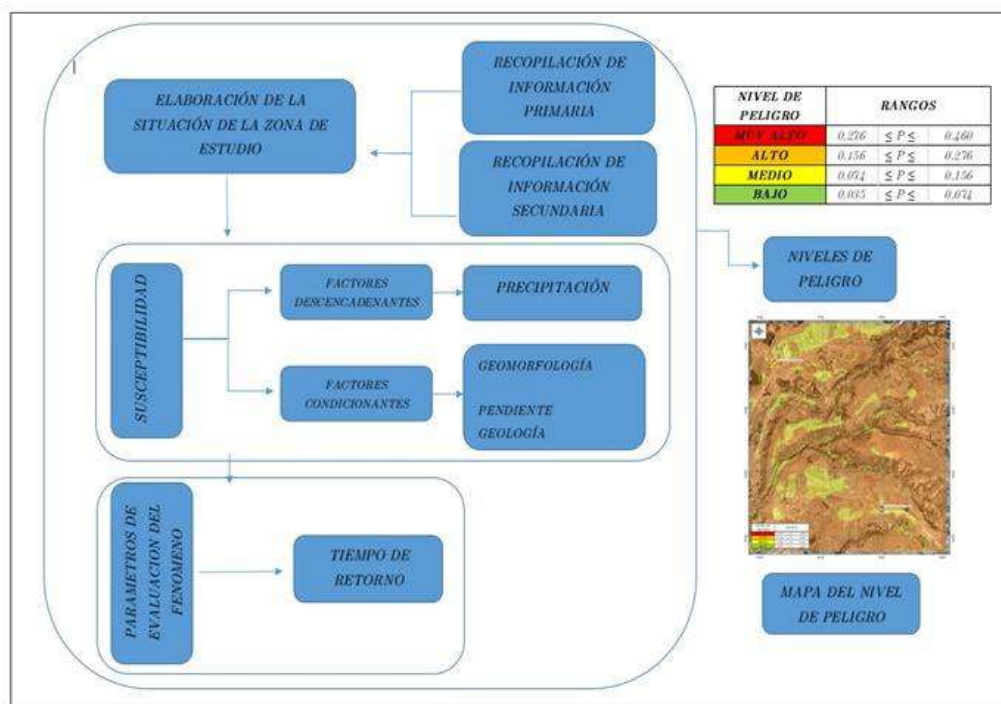 ELABORACIÓN DE LA
SITUACIÓN DE LA ZONA DE
ESTUDIO
RECOPILACIÓN DE
INFORMACIÓN
PRIMARIA
RECOPILACIÓN DE
INFORMACIÓN
SECUNDARIA
SUSCEPTIBILIDAD
FACTORES
DESCENCADENANTES
PRECIPITACIÓN
FACTORES
CONDICIONANTES
GEOMORFOLOGÍA
PENDIENTE
GEOLOGÍA
PARAMETROS DE
EVALUACION DEL
FENOMENO
TIEMPO DE
RETORNO
NIVEL DE
PELIGRO
RANGOS
MUY ALTO 0.276 ≤ P ≤ 0.460
ALTO 0.156 ≤ P ≤ 0.276
MEDIO 0.074 ≤ P ≤ 0.156
BAJO 0.035 ≤ P ≤ 0.074
NIVELES DE
PELIGRO
MAPA DEL NIVEL
DE PELIGRO